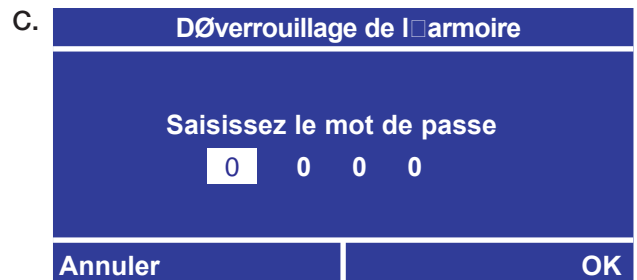 C.
DØverrouillage de l□armoire
Saisissez le mot de passe
0 0 0 0
Annuler OK